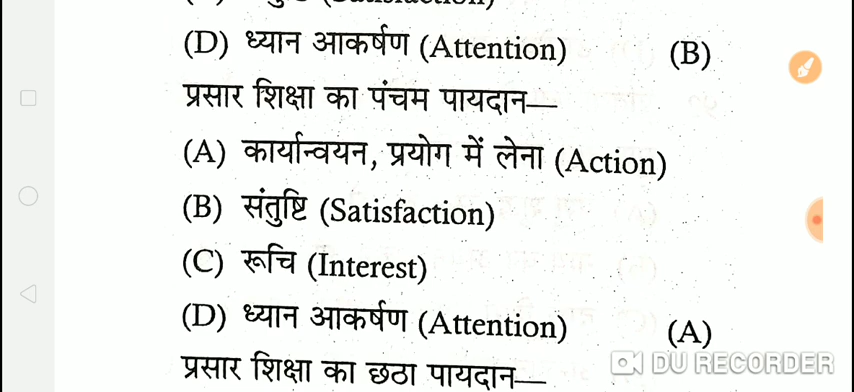 (Satisfaction)
(D) ध्यान आकर्षण (Attention) (B)
प्रसार शिक्षा का पंचम पायदान—
(A) कार्यान्वयन, प्रयोग में लेना (Action)
(B) संतुष्टि (Satisfaction)
(C) रूचि (Interest)
(D) ध्यान आकर्षण (Attention) (A)
प्रसार शिक्षा का छठा पायदान—
DU RECORDER